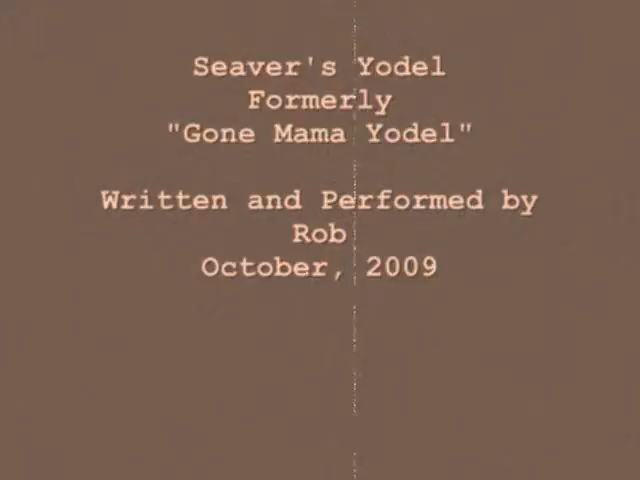 Seaver's Yodel
Formerly
"Gone Mama Yodel"
Written and Performed by
Rob
October, 2009